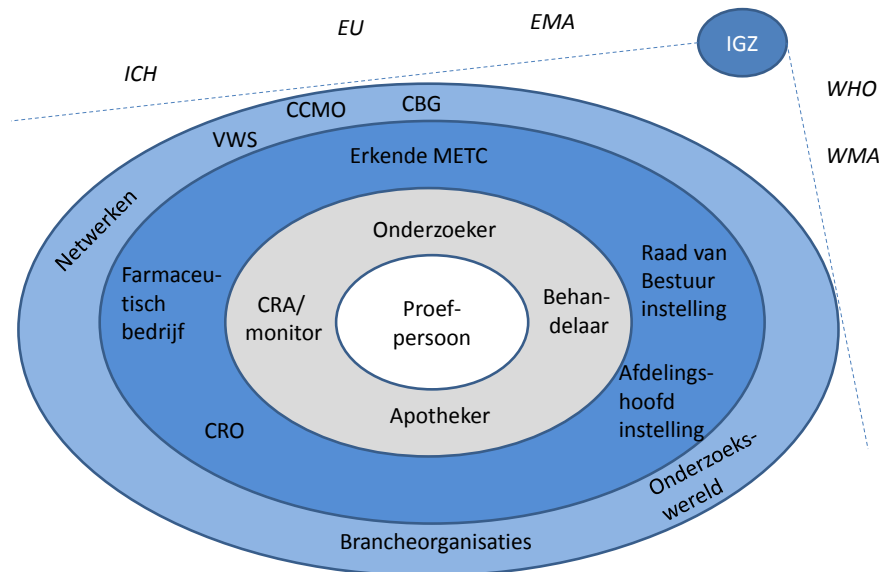 EU
EMA
IGZ
ICH
WHO
CCMO
CBG
VWS
WMA
Erkende METC
Netwerken
Onderzoeker
Raad van
Bestuur
instelling
Farmaceu-
tisch
bedrijf
CRA/
monitor
Proef-
persoon
Behan-
delaar
Afdelings-
hoofd
instelling
Apotheker
CRO
Onderzoeks-
wereld
Brancheorganisaties